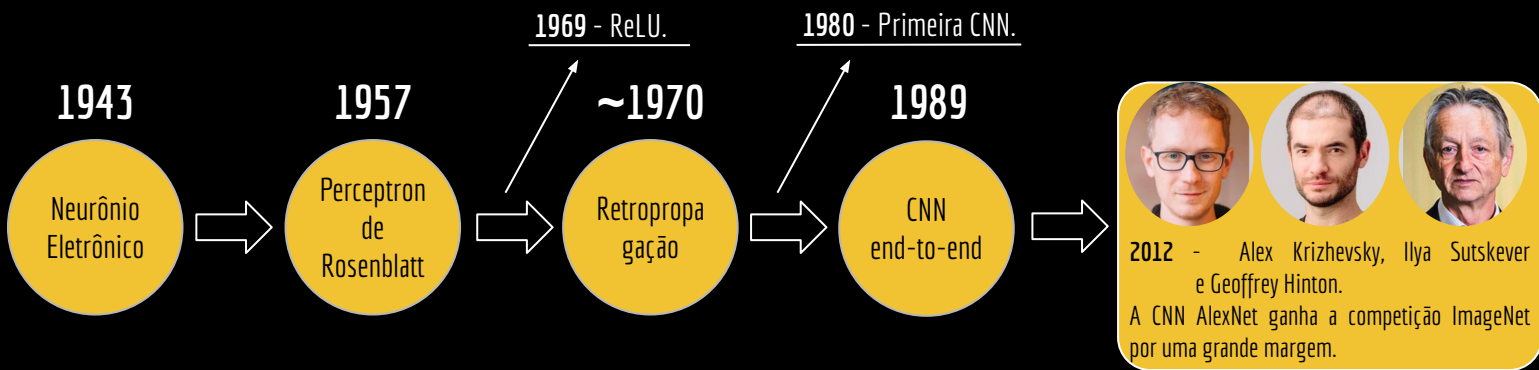 1969 - ReLU.
1980 - Primeira CNN.
1943
1957
~1970
1989
Neurônio
Eletrônico
Perceptron
de
Rosenblatt
Retropropa
gação
CNN
end-to-end
2012 - Alex Krizhevsky, Ilya Sutskever
e Geoffrey Hinton.
A CNN AlexNet ganha a competição ImageNet
por uma grande margem.